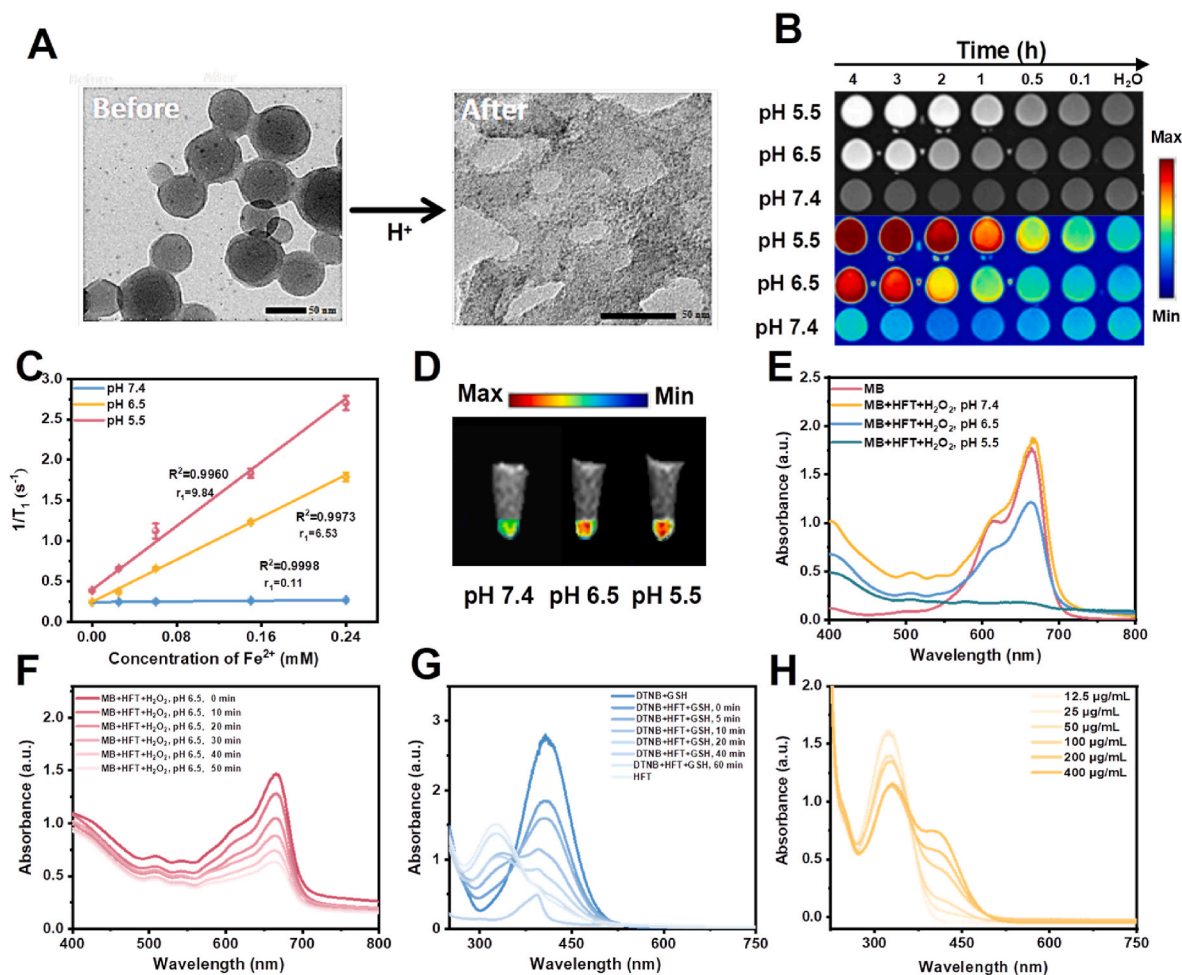 A
Before
After
Before
After
H⁺
50 nm
50 nm
B
Time (h)
4 3 2 1 0.5 0.1 H₂O
pH 5.5
pH 6.5
pH 7.4
pH 5.5
pH 6.5
pH 7.4
Max
Min
C
pH 7.4
pH 6.5
pH 5.5
R²=0.9960
r₁=9.84
R²=0.9973
r₁=6.53
R²=0.9998
r₁=0.11
1/T₁ (s⁻¹)
3.0
2.5
2.0
1.5
1.0
0.5
0.0
0.00 0.08 0.16 0.24
Concentration of Fe²⁺ (mM)
D
Max Min
pH 7.4 pH 6.5 pH 5.5
E
MB
MB+HFT+H₂O₂, pH 7.4
MB+HFT+H₂O₂, pH 6.5
MB+HFT+H₂O₂, pH 5.5
Absorbance (a.u.)
2.5
2.0
1.5
1.0
0.5
0.0
400 500 600 700 800
Wavelength (nm)
F
MB+HFT+H₂O₂, pH 6.5, 0 min
MB+HFT+H₂O₂, pH 6.5, 10 min
MB+HFT+H₂O₂, pH 6.5, 20 min
MB+HFT+H₂O₂, pH 6.5, 30 min
MB+HFT+H₂O₂, pH 6.5, 40 min
MB+HFT+H₂O₂, pH 6.5, 50 min
Absorbance (a.u.)
2.0
1.5
1.0
0.5
0.0
400 500 600 700 800
Wavelength (nm)
G
DTNB+GSH
DTNB+HFT+GSH, 0 min
DTNB+HFT+GSH, 5 min
DTNB+HFT+GSH, 10 min
DTNB+HFT+GSH, 20 min
DTNB+HFT+GSH, 40 min
DTNB+HFT+GSH, 60 min
HFT
Absorbance (a.u.)
3
2
1
0
300 450 600 750
Wavelength (nm)
H
12.5 µg/mL
25 µg/mL
50 µg/mL
100 µg/mL
200 µg/mL
400 µg/mL
Absorbance (a.u.)
2.0
1.5
1.0
0.5
0.0
300 450 600 750
Wavelength (nm)